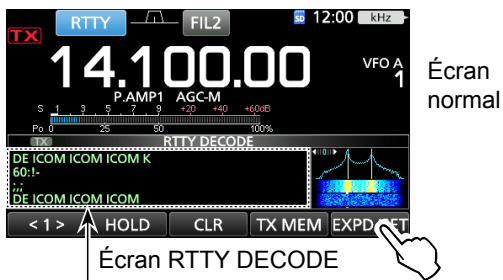 RTTY FIL2 12:00 kHz
TX
14.100.00
VFO A
1
P.AMP1 AGC-M
S 1 3 5 7 9 +20 +40 +60dB
Po 0 25 50 100%
TX RTTY DECODE
DE ICOM ICOM ICOM K
60:!-
;,;
DE ICOM ICOM ICOM
< 1 > HOLD CLR TX MEM EXPD
Écran RTTY DECODE
Écran
normal